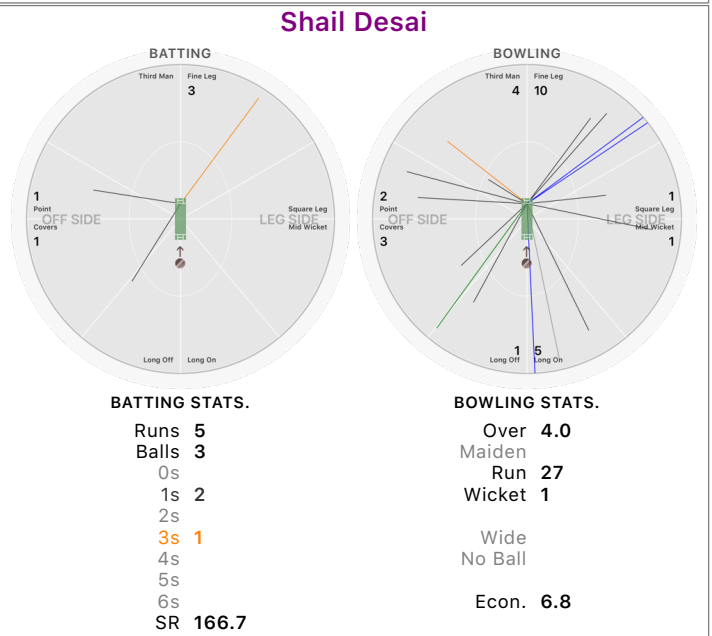 Shail Desai
BATTING
Third Man Fine Leg
3
1
Point
OFF SIDE LEG SIDE
Square Leg
Covers
Mid Wicket
1
Long Off Long On
BATTING STATS.
Runs 5
Balls 3
0s
1s 2
2s
3s 1
4s
5s
6s
SR 166.7
BOWLING
Third Man Fine Leg
4 10
2 1
Point Square Leg
OFF SIDE LEG SIDE
Covers Mid Wicket
3 1
1 5
Long Off Long On
BOWLING STATS.
Over 4.0
Maiden
Run 27
Wicket 1
Wide
No Ball
Econ. 6.8